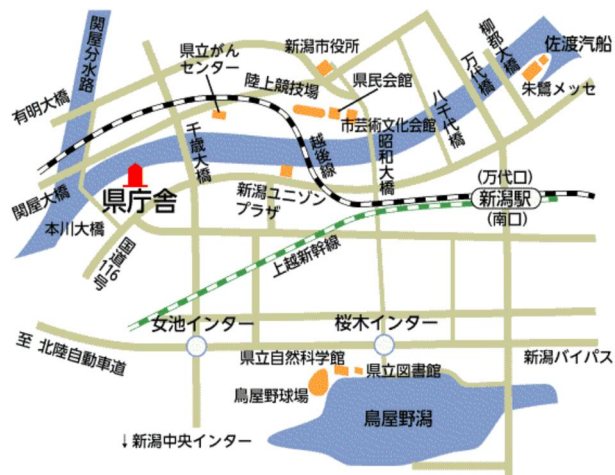 関屋分水路
有明大橋
県立がん
センター
新潟市役所
陸上競技場
県民会館
市芸術文化会館
八千代橋
万代橋
柳都大橋
佐渡汽船
朱鷺メッセ
千歳大橋
越後線
昭和大橋
関屋大橋
県庁舎
本川大橋
国道116号
新潟ユニゾン
プラザ
(万代口)
新潟駅
(南口)
上越新幹線
女池インター
桜木インター
至 北陸自動車道
新潟バイパス
県立自然科学館
県立図書館
鳥屋野球場
鳥屋野潟
↓新潟中央インター